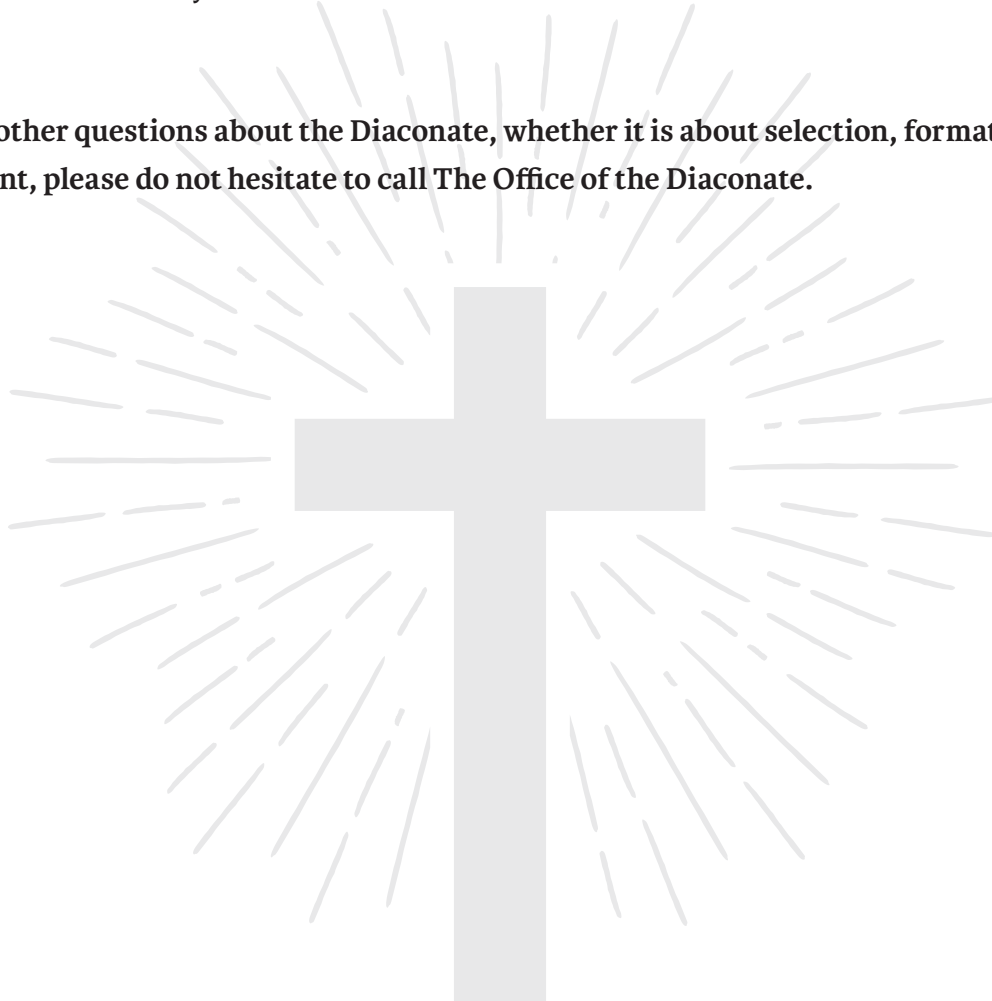 other questions about the Diaconate, whether it is about selection, format
nt, please do not hesitate to call The Office of the Diaconate.